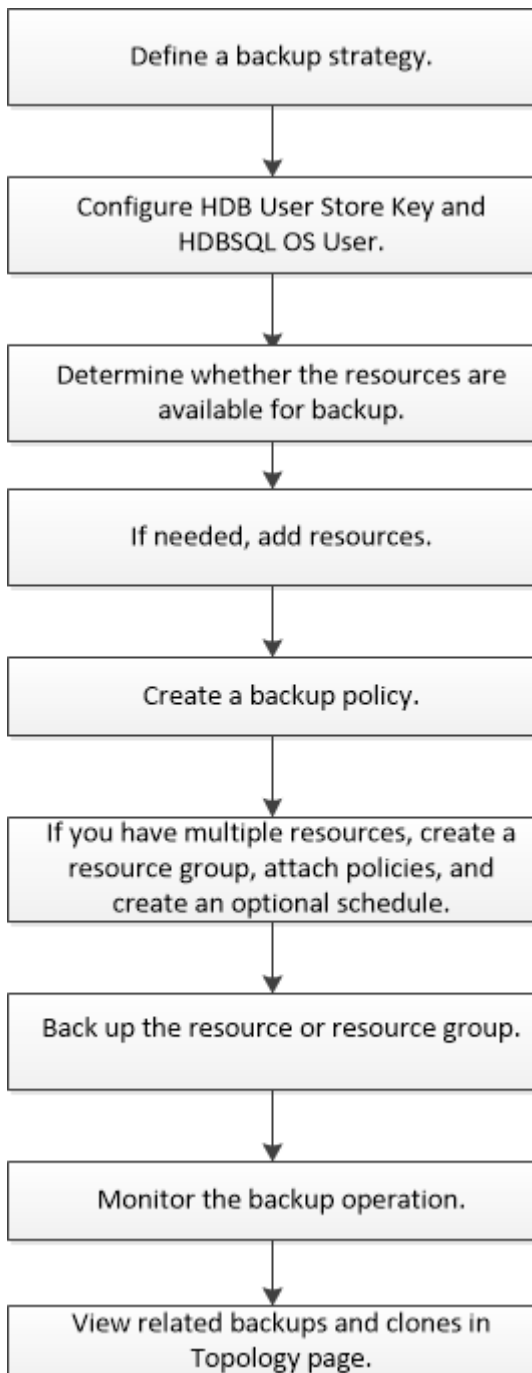 Define a backup strategy.
Configure HDB User Store Key and
HDBSQL OS User.
Determine whether the resources are
available for backup.
If needed, add resources.
Create a backup policy.
If you have multiple resources, create a
resource group, attach policies, and
create an optional schedule.
Back up the resource or resource group.
Monitor the backup operation.
View related backups and clones in
Topology page.